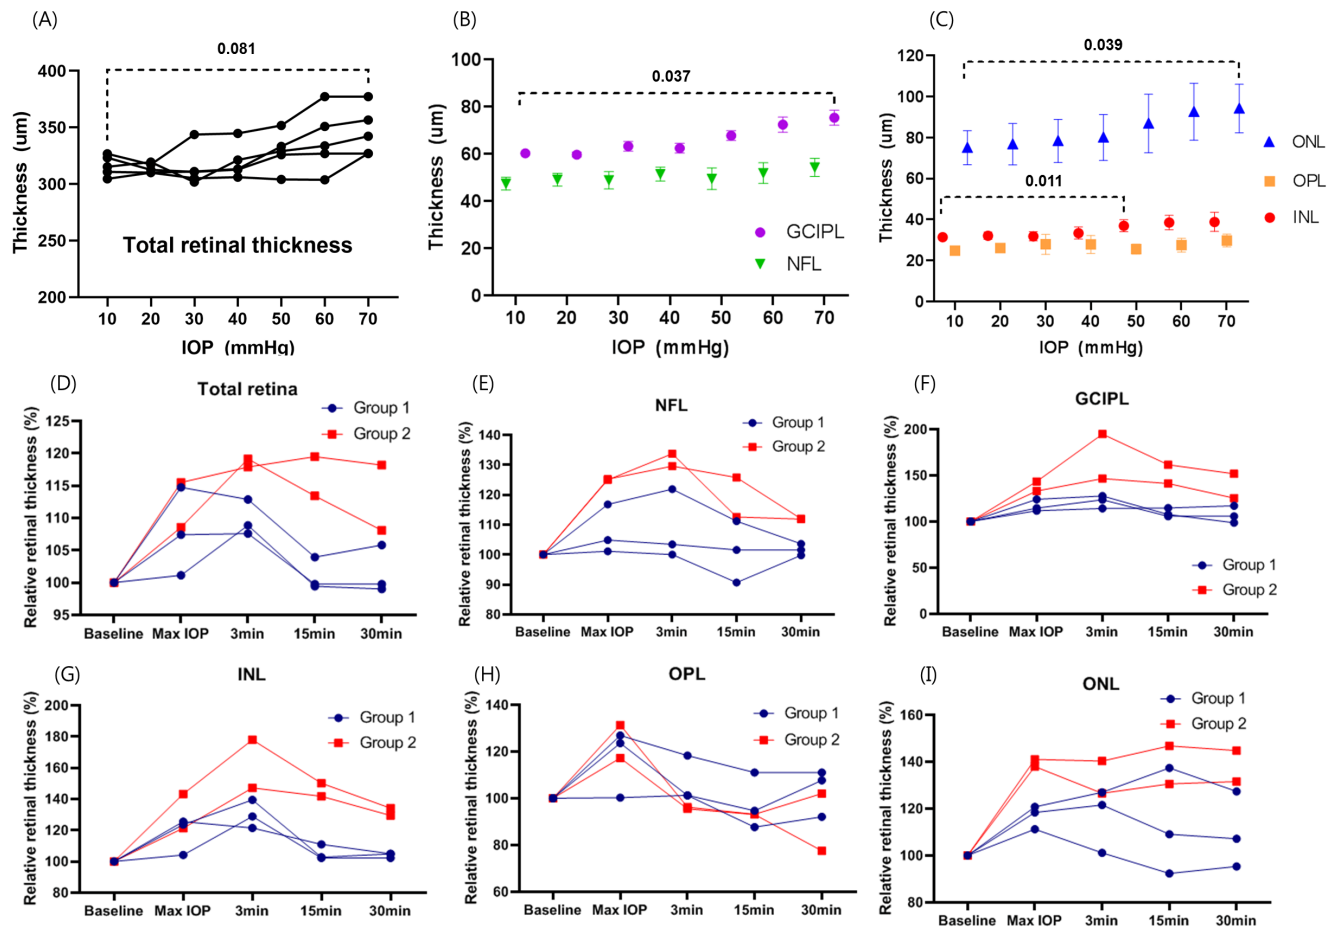 (A)
0.081
400
350
300
250
200
Thickness (um)
Total retinal thickness
10 20 30 40 50 60 70
IOP (mmHg)
(B)
100
80
60
40
20
0
Thickness (um)
0.037
GCIPL
NFL
10 20 30 40 50 60 70
IOP (mmHg)
(C)
120
100
80
60
40
20
0
Thickness (um)
0.039
0.011
ONL
OPL
INL
10 20 30 40 50 60 70
IOP (mmHg)
(D)
Total retina
Group 1
Group 2
125
120
115
110
105
100
95
Relative retinal thickness (%)
Baseline Max IOP 3min 15min 30min
(E)
NFL
Group 1
Group 2
140
130
120
110
100
90
80
Relative retinal thickness (%)
Baseline Max IOP 3min 15min 30min
(F)
GCIPL
200
150
100
50
0
Relative retinal thickness (%)
Group 1
Group 2
Baseline Max IOP 3min 15min 30min
(G)
INL
Group 1
Group 2
200
180
160
140
120
100
80
Relative retinal thickness (%)
Baseline Max IOP 3min 15min 30min
(H)
OPL
Group 1
Group 2
140
120
100
80
60
Relative retinal thickness (%)
Baseline Max IOP 3min 15min 30min
(I)
ONL
Group 1
Group 2
160
140
120
100
80
Relative retinal thickness (%)
Baseline Max IOP 3min 15min 30min